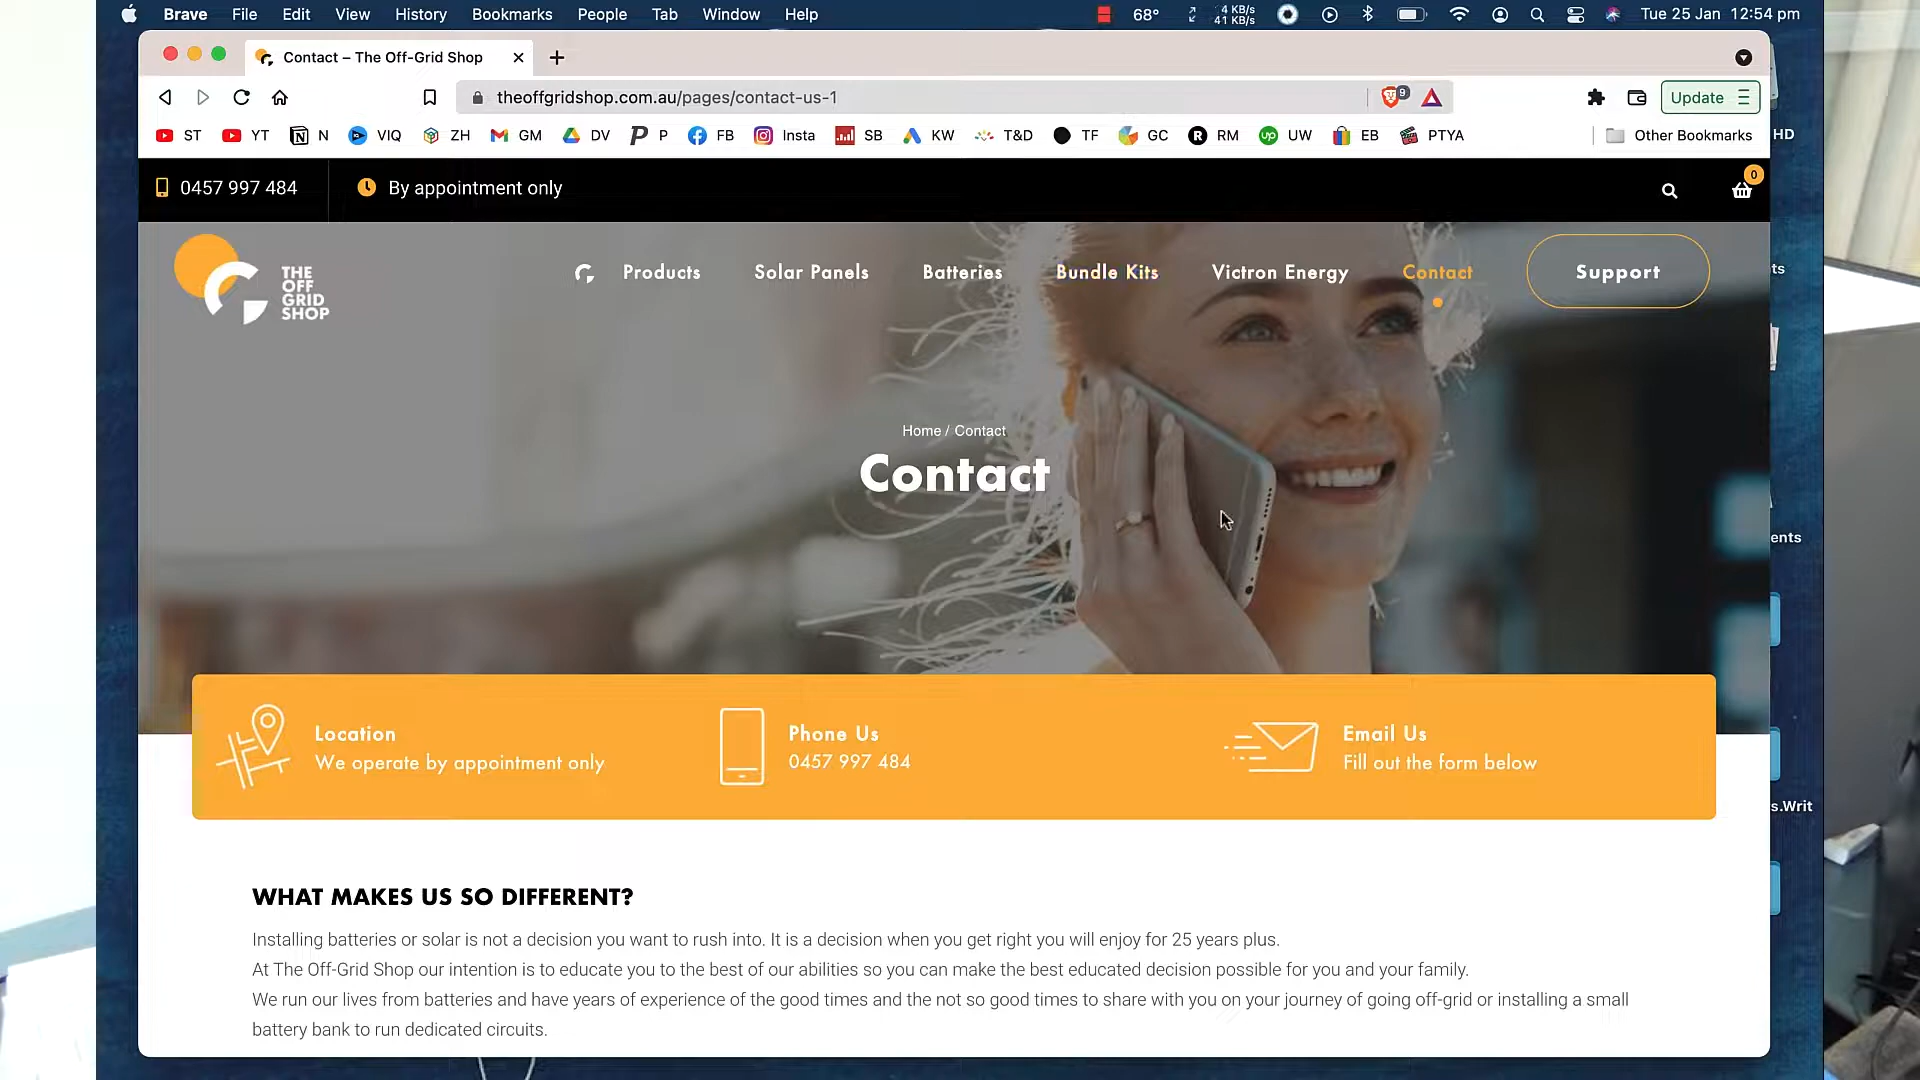 Brave File Edit View History Bookmarks People Tab Window Help 68° 4 KB/s 41 KB/s Tue 25 Jan 12:54 pm
Contact – The Off-Grid Shop
theoffgridshop.com.au/pages/contact-us-1 9 Update
ST YT N VIQ ZH GM DV P FB Insta SB KW T&D TF GC RM UW EB PTYA Other Bookmarks HD
0457 997 484 By appointment only 0
THE
OFF
GRID
SHOP
Products Solar Panels Batteries Bundle Kits Victron Energy Contact Support
ts
Home / Contact
Contact
ents
Location
We operate by appointment only
Phone Us
0457 997 484
Email Us
Fill out the form below
s.Writ
WHAT MAKES US SO DIFFERENT?
Installing batteries or solar is not a decision you want to rush into. It is a decision when you get right you will enjoy for 25 years plus.
At The Off-Grid Shop our intention is to educate you to the best of our abilities so you can make the best educated decision possible for you and your family.
We run our lives from batteries and have years of experience of the good times and the not so good times to share with you on your journey of going off-grid or installing a small
battery bank to run dedicated circuits.